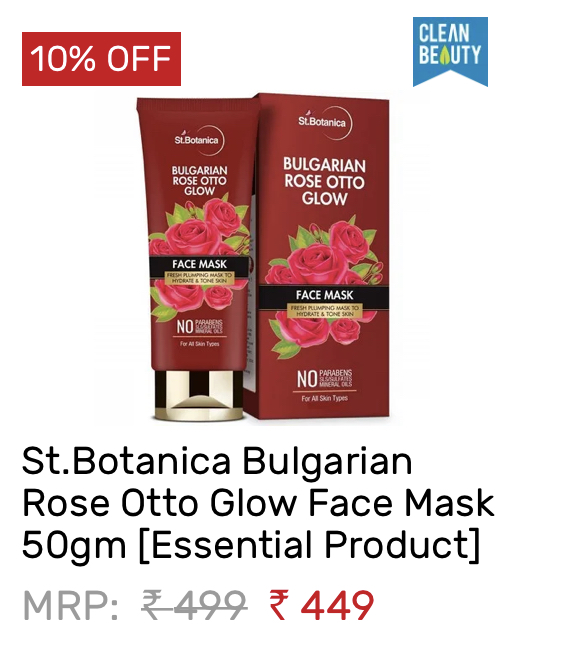 10% OFF
CLEAN
BEAUTY
St.Botanica
BULGARIAN
ROSE OTTO
GLOW
FACE MASK
FRESH PLUMPING MASK TO
HYDRATE & TONE SKIN
NO PARABENS
SLS/SULFATES
MINERAL OILS
For All Skin Types
St.Botanica
BULGARIAN
ROSE OTTO
GLOW
FACE MASK
FRESH PLUMPING MASK TO
HYDRATE & TONE SKIN
NO PARABENS
SLS/SULFATES
MINERAL OILS
For All Skin Types
St.Botanica Bulgarian
Rose Otto Glow Face Mask
50gm [Essential Product]
MRP: ₹ 499 ₹ 449